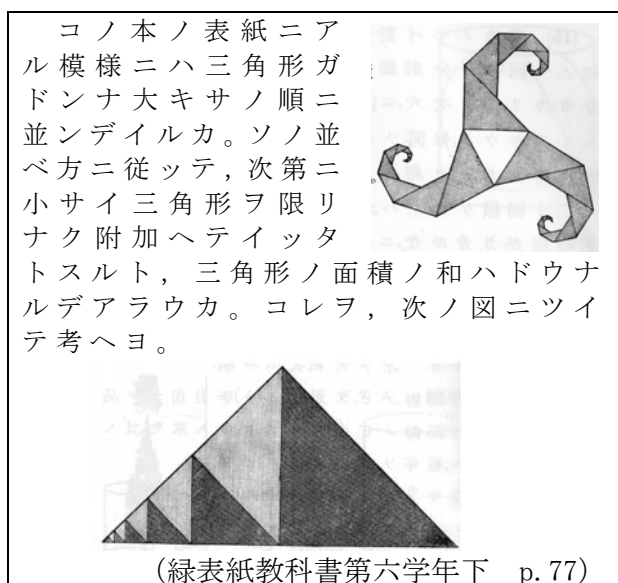 コノ本ノ表紙ニア
ル模様ニハ三角形ガ
ドンナ大キサノ順ニ
並ンデイルカ。ソノ並
ベ方ニ従ッテ,次第ニ
小サイ三角形ヲ限リ
ナク附加ヘテイッタ
トスルト,三角形ノ面積ノ和ハドウナ
ルデアラウカ。コレヲ,次ノ図ニツイ
テ考ヘヨ。
(緑表紙教科書第六学年下 p.77)